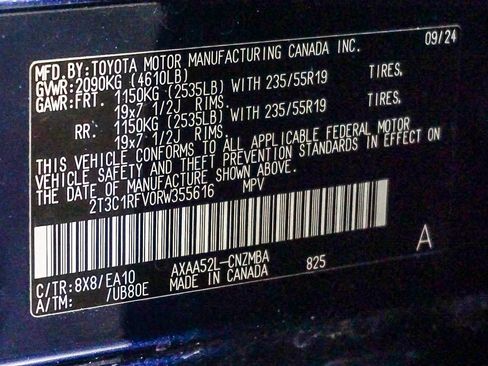 MFD.BY:TOYOTA MOTOR MANUFACTURING CANADA INC. 09/24
GVWR:2090KG (4610LB)
GAWR:FRT. 1150KG (2535LB) WITH 235/55R19 TIRES,
19x7 1/2J RIMS.
RR. 1150KG (2535LB) WITH 235/55R19 TIRES,
19x7 1/2J RIMS.
THIS VEHICLE CONFORMS TO ALL APPLICABLE FEDERAL MOTOR
VEHICLE SAFETY AND THEFT PREVENTION STANDARDS IN EFFECT ON
THE DATE OF MANUFACTURE SHOWN ABOVE.
2T3C1RFV0RW355616 MPV
C/TR:8X8/EA10 AXAA52L-CNZMBA 825 A
A/TM: /UB80E MADE IN CANADA